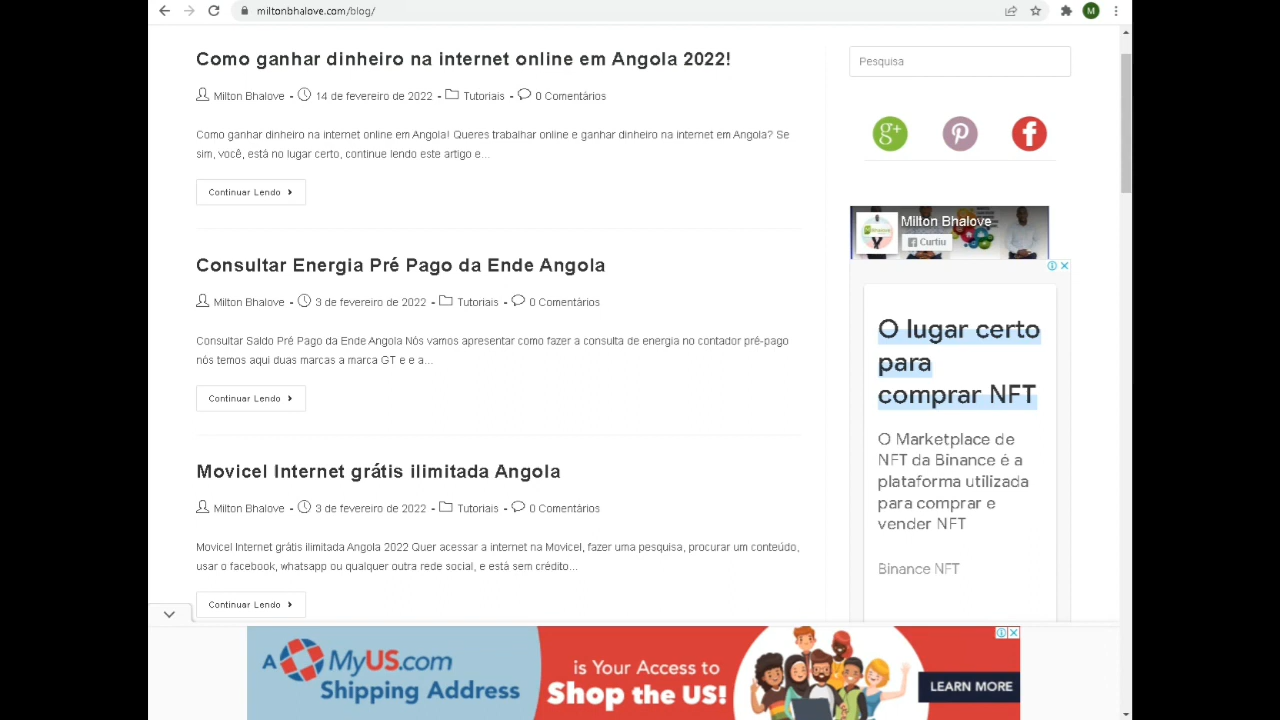 miltonbhalove.com/blog/
M
Como ganhar dinheiro na internet online em Angola 2022!
Milton Bhalove - 14 de fevereiro de 2022 - Tutoriais - 0 Comentários
Como ganhar dinheiro na internet online em Angola! Queres trabalhar online e ganhar dinheiro na internet em Angola? Se
sim, você, está no lugar certo, continue lendo este artigo e...
Continuar Lendo
Consultar Energia Pré Pago da Ende Angola
Milton Bhalove - 3 de fevereiro de 2022 - Tutoriais - 0 Comentários
Consultar Saldo Pré Pago da Ende Angola Nós vamos apresentar como fazer a consulta de energia no contador pré-pago
nós temos aqui duas marcas a marca GT e e a...
Continuar Lendo
Movicel Internet grátis ilimitada Angola
Milton Bhalove - 3 de fevereiro de 2022 - Tutoriais - 0 Comentários
Movicel Internet grátis ilimitada Angola 2022 Quer acessar a internet na Movicel, fazer uma pesquisa, procurar um conteúdo,
usar o facebook, whatsapp ou qualquer outra rede social, e está sem crédito...
Continuar Lendo
Pesquisa
g+
Milton Bhalove
Curtiu
O lugar certo
para
comprar NFT
O Marketplace de
NFT da Binance é a
plataforma utilizada
para comprar e
vender NFT
Binance NFT
A MyUS.com
Shipping Address
is Your Access to
Shop the US!
LEARN MORE